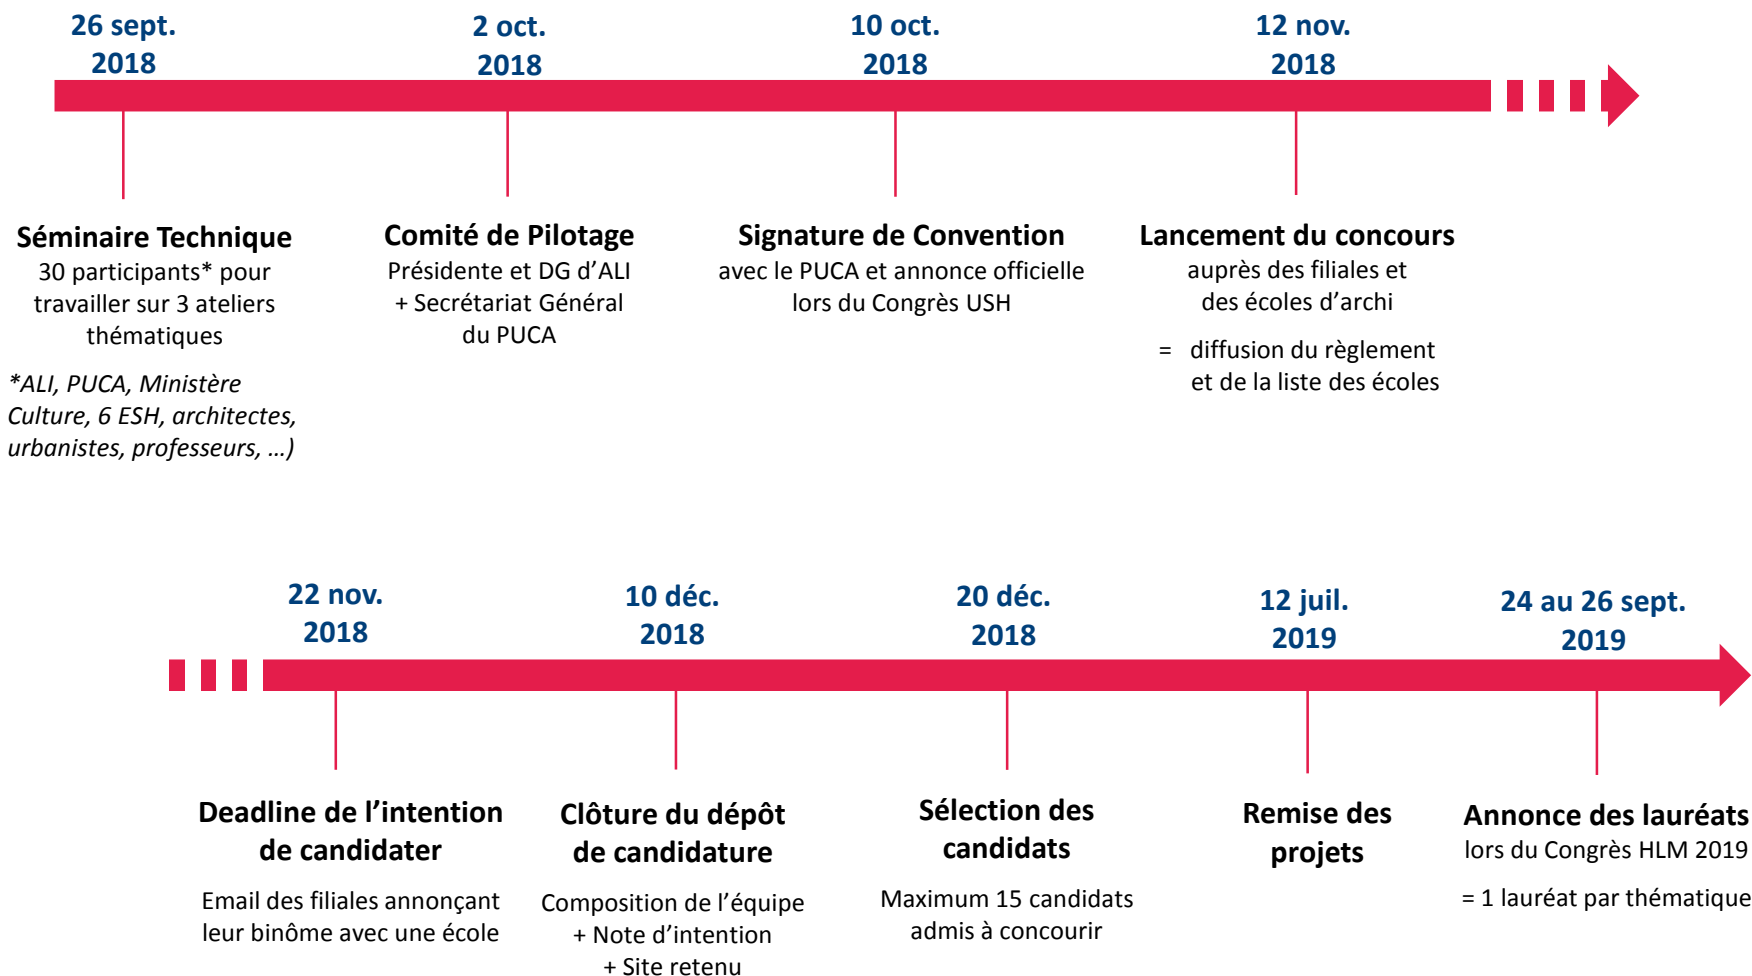 26 sept.
2018
2 oct.
2018
10 oct.
2018
12 nov.
2018
Séminaire Technique
30 participants* pour
travailler sur 3 ateliers
thématiques
*ALI, PUCA, Ministère
Culture, 6 ESH, architectes,
urbanistes, professeurs, ...)
Comité de Pilotage
Présidente et DG d’ALI
+ Secrétariat Général
du PUCA
Signature de Convention
avec le PUCA et annonce officielle
lors du Congrès USH
Lancement du concours
auprès des filiales et
des écoles d’archi
= diffusion du règlement
et de la liste des écoles
22 nov.
2018
10 déc.
2018
20 déc.
2018
12 juil.
2019
24 au 26 sept.
2019
Deadline de l’intention
de candidater
Email des filiales annonçant
leur binôme avec une école
Clôture du dépôt
de candidature
Composition de l’équipe
+ Note d’intention
+ Site retenu
Sélection des
candidats
Maximum 15 candidats
admis à concourir
Remise des
projets
Annonce des lauréats
lors du Congrès HLM 2019
= 1 lauréat par thématique